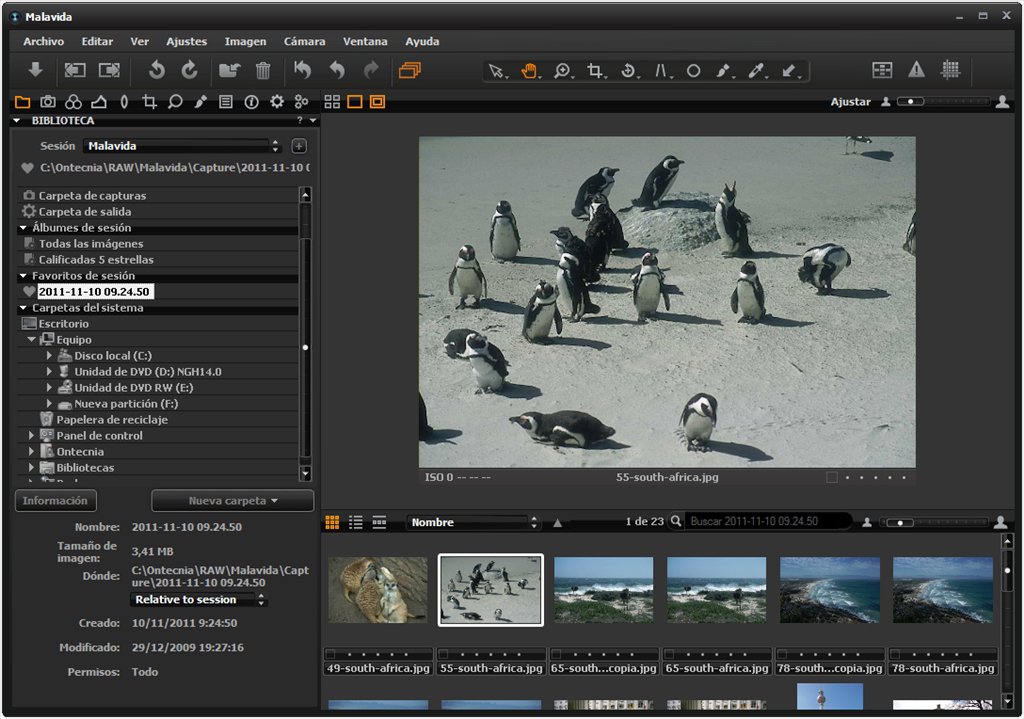 Malavida
Archivo Editar Ver Ajustes Imagen Cámara Ventana Ayuda
Ajustar
BIBLIOTECA ?
Sesión Malavida
C:\Ontecnia\RAW\Malavida\Capture\2011-11-10 0
Carpeta de capturas
Carpeta de salida
Álbumes de sesión
Todas las imágenes
Calificadas 5 estrellas
Favoritos de sesión
2011-11-10 09.24.50
Carpetas del sistema
Escritorio
Equipo
Disco local (C:)
Unidad de DVD (D:) NGH14.0
Unidad de DVD RW (E:)
Nueva partición (F:)
Papelera de reciclaje
Panel de control
Ontecnia
Bibliotecas
Información Nueva carpeta
Nombre: 2011-11-10 09.24.50
Tamaño de
imagen: 3,41 MB
Dónde: C:\Ontecnia\RAW\Malavida\Capt
ure\2011-11-10 09.24.50
Relative to session
Creado: 10/11/2011 9:24:50
Modificado: 29/12/2009 19:27:16
Permisos: Todo
ISO 0 -- -- -- 55-south-africa.jpg
Nombre 1 de 23 Buscar 2011-11-10 09.24.50
49-south-africa.jpg 55-south-africa.jpg 65-south...copia.jpg 65-south-africa.jpg 78-south...copia.jpg 78-south-africa.jpg